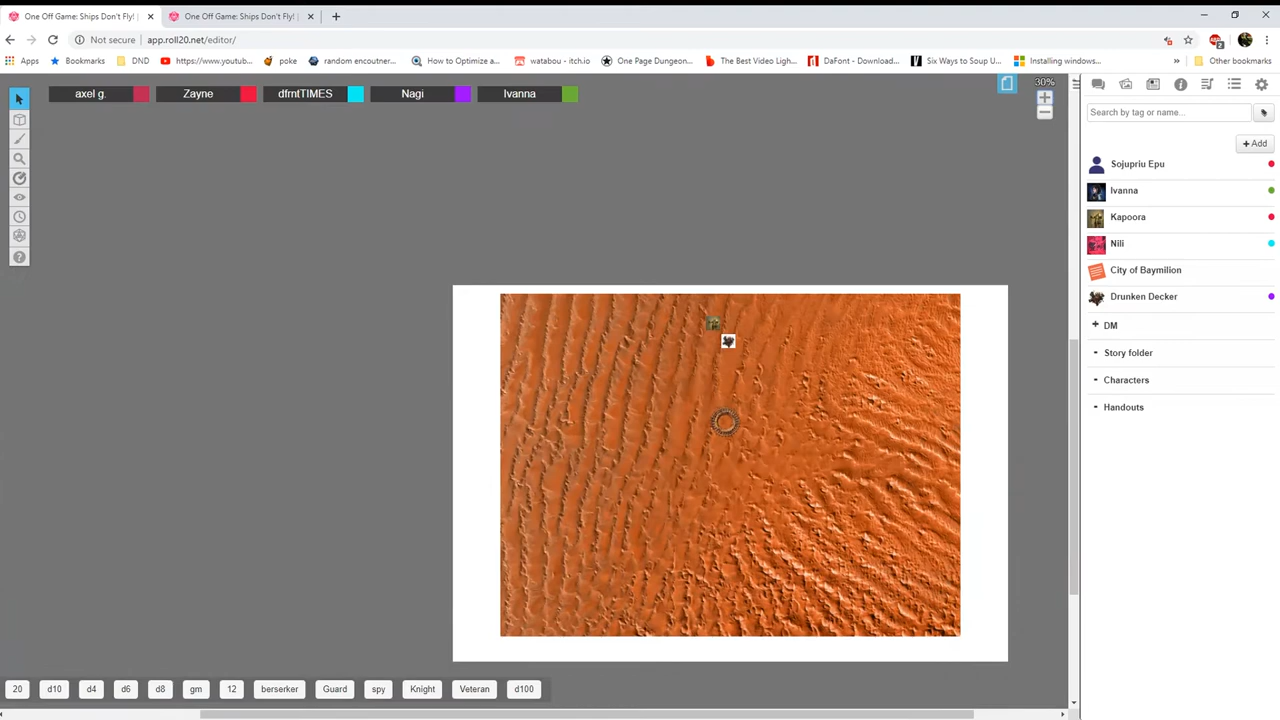 One Off Game: Ships Don't Fly! |
One Off Game: Ships Don't Fly! |
Not secure | app.roll20.net/editor/
Apps Bookmarks DND https://www.youtub... poke random encoutner... How to Optimize a... watabou - itch.io One Page Dungeon... The Best Video Ligh... DaFont - Download... Six Ways to Soup U... Installing windows... » Other bookmarks
axel g. Zayne dfmtTIMES Nagi Ivanna
30%
Search by tag or name...
+ Add
Sojupriu Epu
Ivanna
Kapoora
Nili
City of Baymilion
Drunken Decker
+ DM
- Story folder
- Characters
- Handouts
20 d10 d4 d6 d8 gm 12 berserker Guard spy Knight Veteran d100